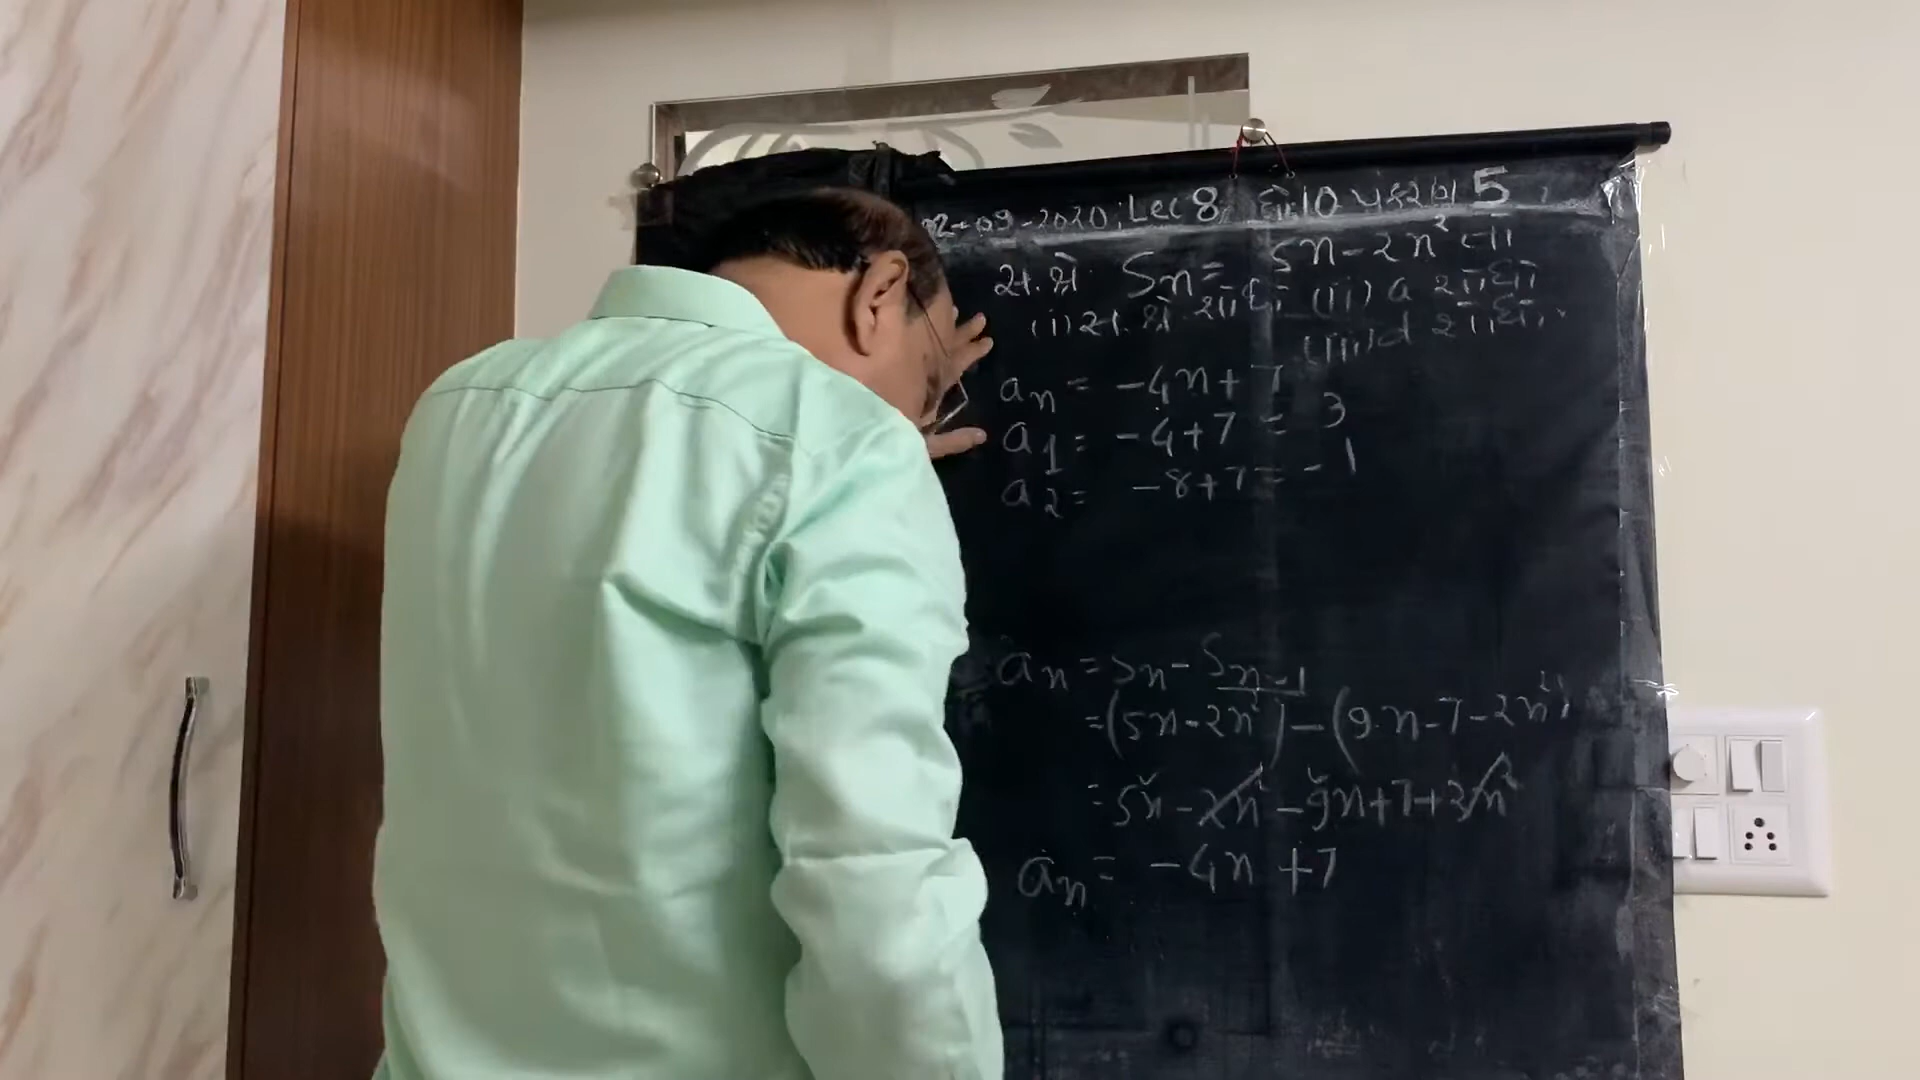 02-09-2020; Lec 8, ધો.10 પ્રકરણ 5
સ.શ્રે. Sn = 5n - 2n² નો
(i) સ.શ્રે. શોધો (ii) a શોધો
(iii) d શોધો.
an = -4n + 7
a1 = -4+7 = 3
a2 = -8+7 = -1
an = Sn - Sn-1
= (5n - 2n²) - (9n - 7 - 2n²)
= 5n - 2n² - 9n + 7 + 2n²
an = -4n + 7